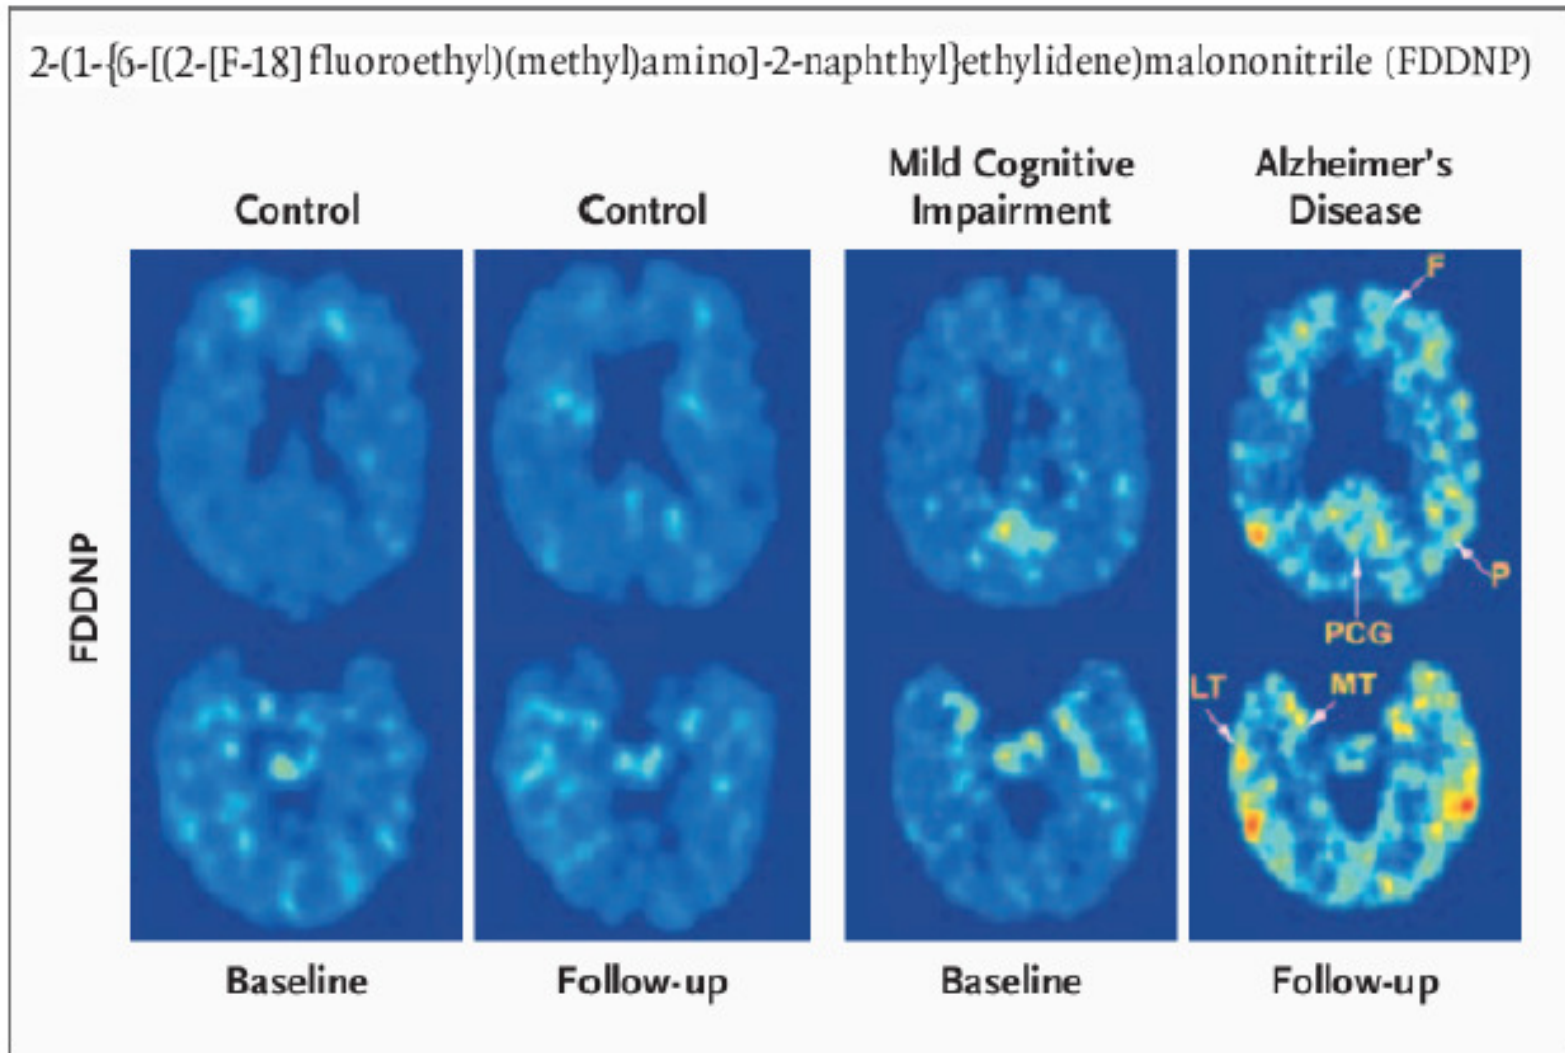 2-(1-{6-[(2-[F-18] fluoroethyl)(methyl)amino]-2-naphthyl}ethylidene)malononitrile (FDDNP)
Control
Control
Mild Cognitive
Impairment
Alzheimer's
Disease
FDDNP
F
P
PCG
LT
MT
Baseline
Follow-up
Baseline
Follow-up